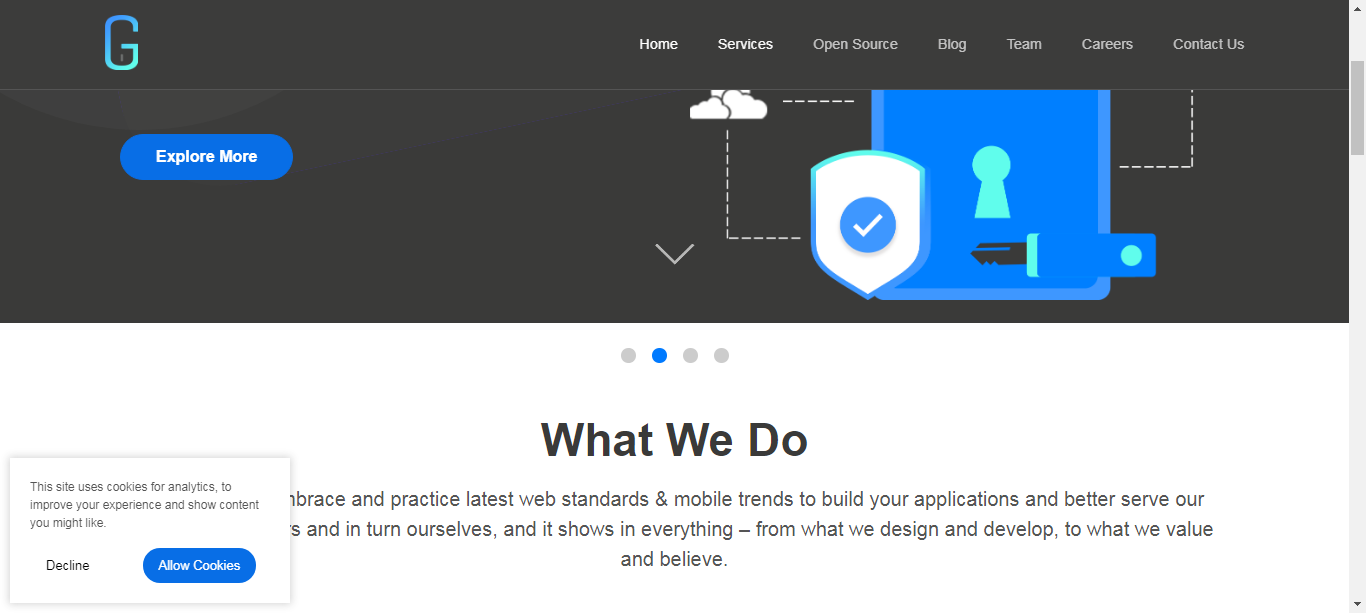 G
Home Services Open Source Blog Team Careers Contact Us
Explore More
What We Do
and practice latest web standards & mobile trends to build your applications and better serve our
and in turn ourselves, and it shows in everything – from what we design and develop, to what we value
and believe.
This site uses cookies for analytics, to
improve your experience and show content
you might like.
Decline Allow Cookies